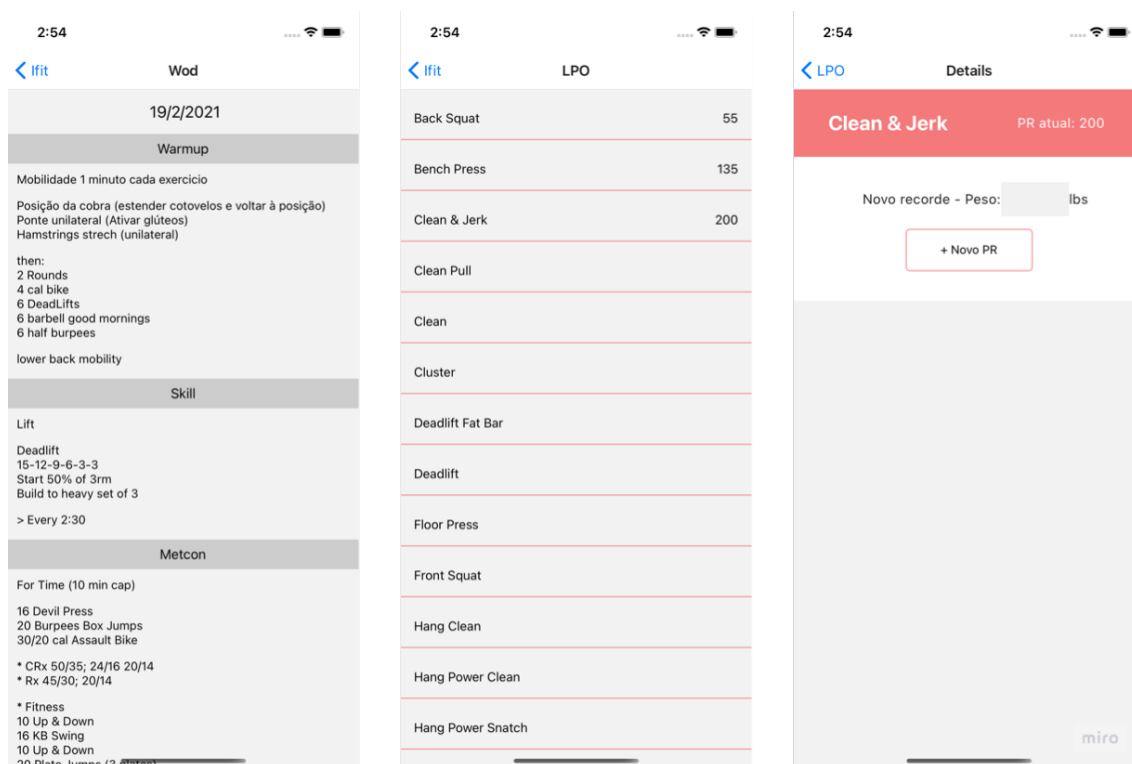 2:54
Ifit
Wod
19/2/2021
Warmup
Mobilidade 1 minuto cada exercicio
Posição da cobra (estender cotovelos e voltar à posição)
Ponte unilateral (Ativar glúteos)
Hamstrings strech (unilateral)
then:
2 Rounds
4 cal bike
6 DeadLifts
6 barbell good mornings
6 half burpees
lower back mobility
Skill
Lift
Deadlift
15-12-9-6-3-3
Start 50% of 3rm
Build to heavy set of 3
> Every 2:30
Metcon
For Time (10 min cap)
16 Devil Press
20 Burpees Box Jumps
30/20 cal Assault Bike
* CRx 50/35; 24/16 20/14
* Rx 45/30; 20/14
* Fitness
10 Up & Down
16 KB Swing
10 Up & Down
20 Plate Jumps (3 plates)
2:54
Ifit
LPO
Back Squat 55
Bench Press 135
Clean & Jerk 200
Clean Pull
Clean
Cluster
Deadlift Fat Bar
Deadlift
Floor Press
Front Squat
Hang Clean
Hang Power Clean
Hang Power Snatch
2:54
LPO
Details
Clean & Jerk PR atual: 200
Novo recorde - Peso: lbs
+ Novo PR
miro